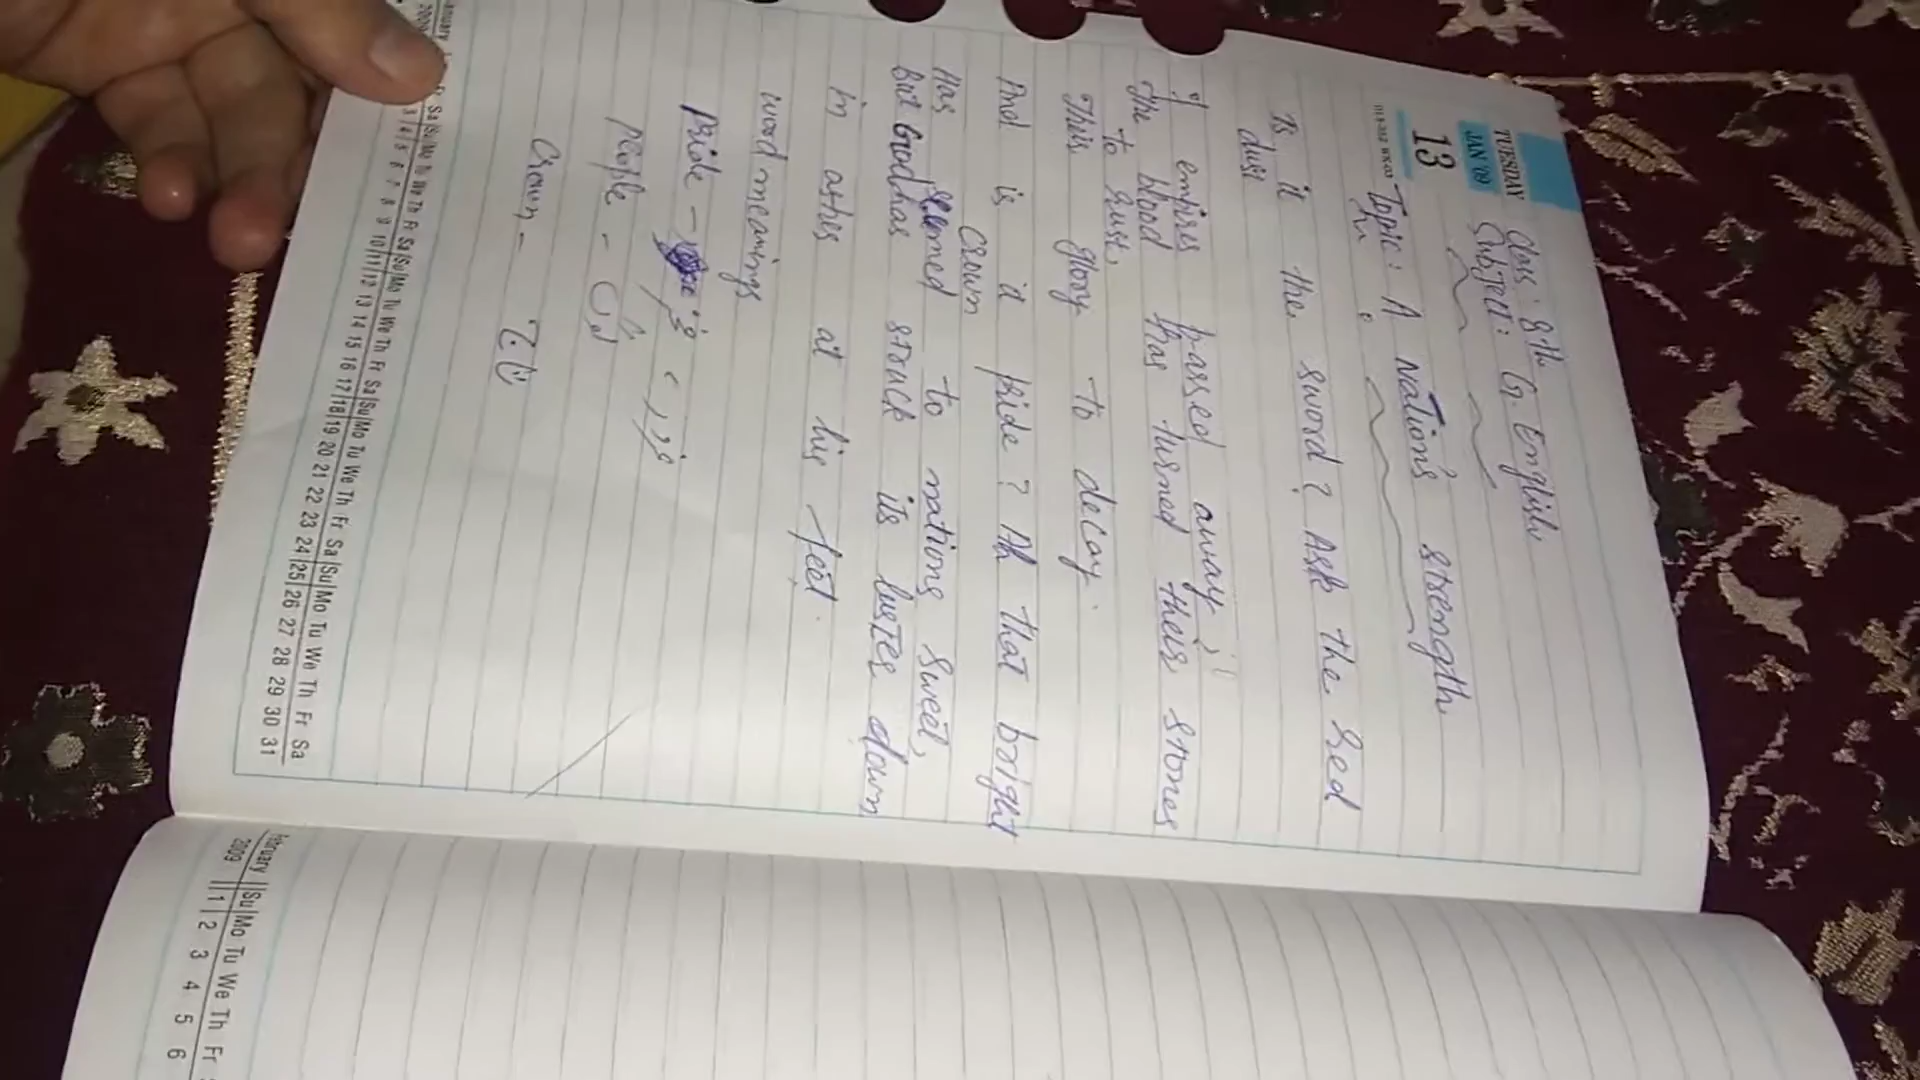 TUESDAY
JAN '09
13
Class: 8th
Subject: G. English
Topic: A Nation's strength
Is it the sword? Ask the red
dust
of empires passed away;
The blood has turned their stones
to rust,
Their glory to decay.
And is it pride? Ah that bright
crown
Has seemed to nations sweet,
But God has struck its luster down
In ashes at his feet.
word meanings
Pride - فخر، غرور
People - لوگ
Crown - تاج
January
2009
Sa Su Mo Tu We Th Fr Sa Su Mo Tu We Th Fr Sa Su Mo Tu We Th Fr Sa Su Mo Tu We Th Fr Sa
3 4 5 6 7 8 9 10 11 12 13 14 15 16 17 18 19 20 21 22 23 24 25 26 27 28 29 30 31
February
2009
Su Mo Tu We Th Fr
1 2 3 4 5 6